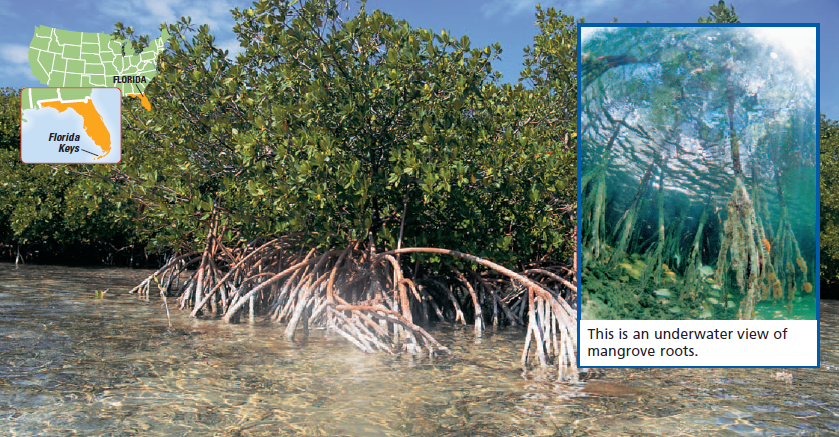 FLORIDA
Florida
Keys
This is an underwater view of
mangrove roots.